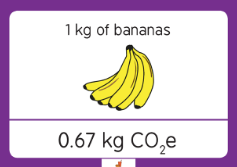 1 kg of bananas
0.67 kg CO₂e